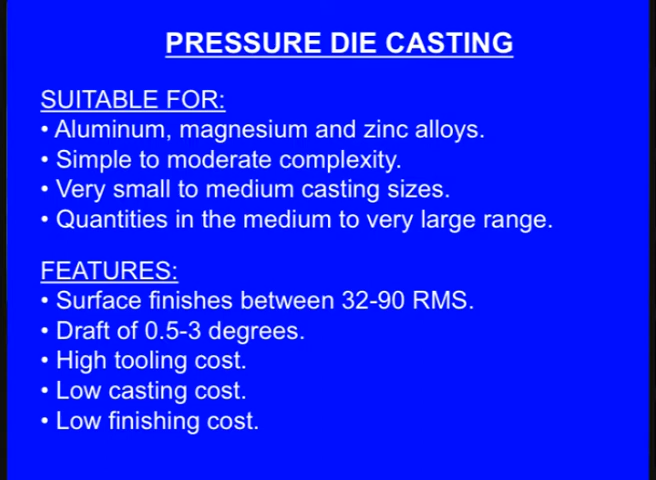 PRESSURE DIE CASTING
SUITABLE FOR:
• Aluminum, magnesium and zinc alloys.
• Simple to moderate complexity.
• Very small to medium casting sizes.
• Quantities in the medium to very large range.
FEATURES:
• Surface finishes between 32-90 RMS.
• Draft of 0.5-3 degrees.
• High tooling cost.
• Low casting cost.
• Low finishing cost.